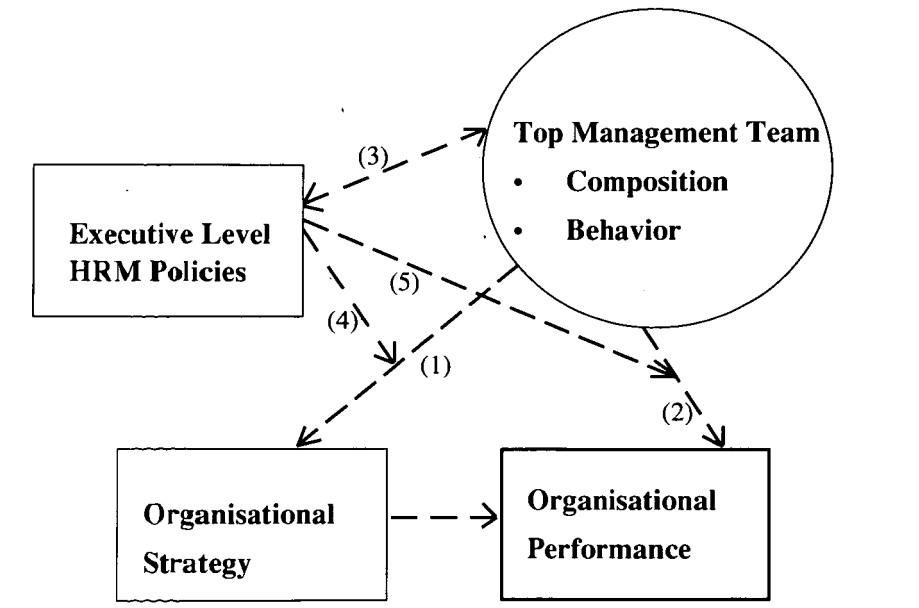 Top Management Team
• Composition
• Behavior
(3)
Executive Level
HRM Policies
(5)
(4)
(1)
(2)
Organisational
Strategy
Organisational
Performance